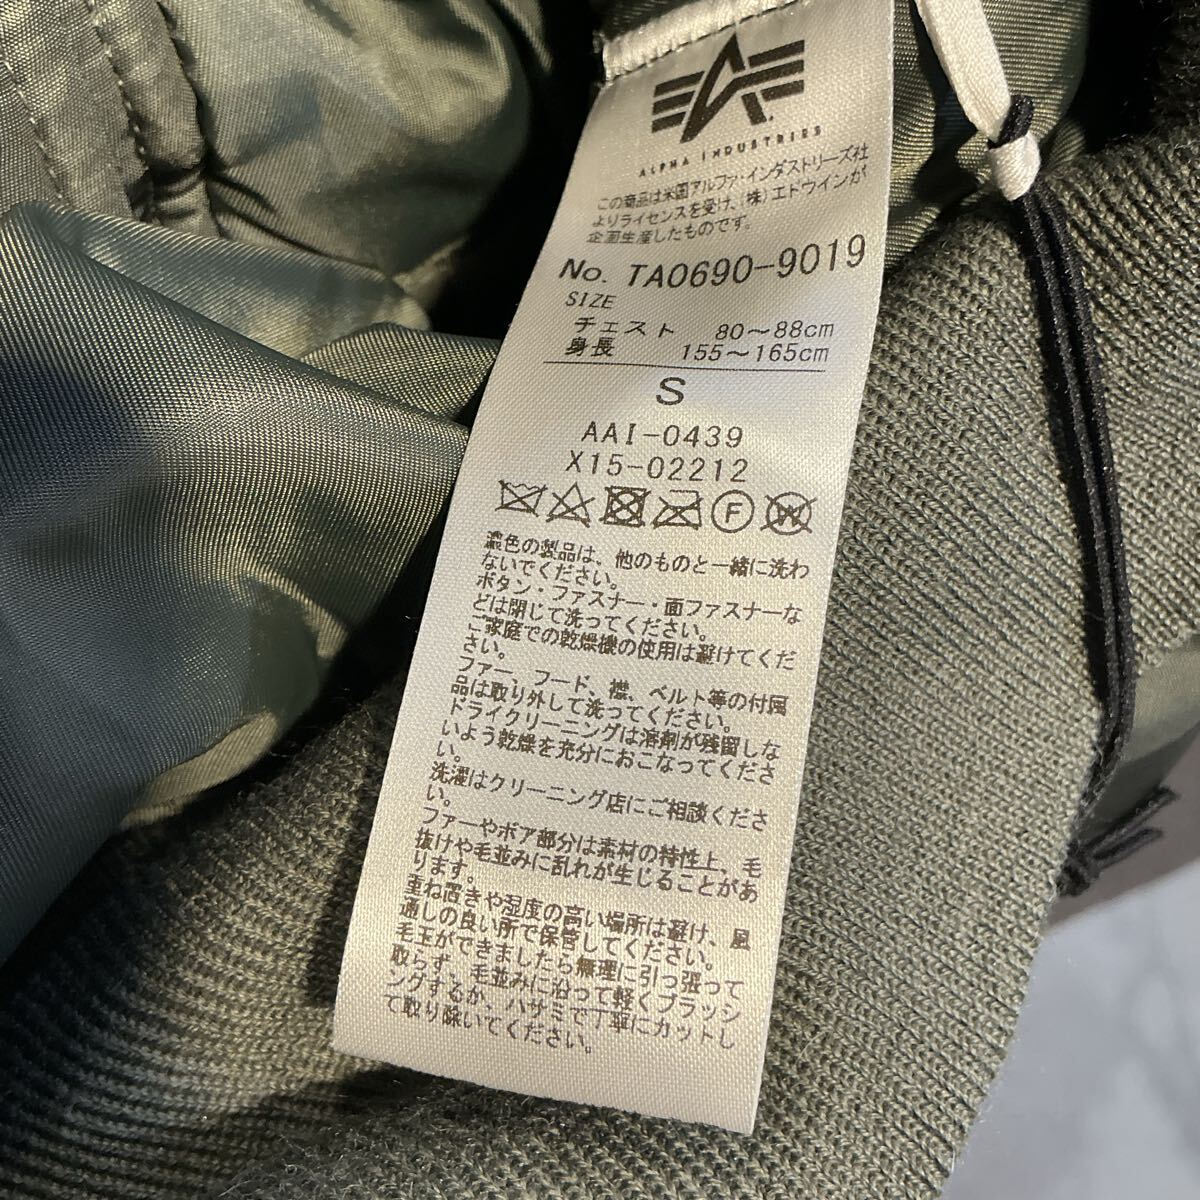 ALPHA INDUSTRIES
この商品は米国アルファ・インダストリーズ社
よりライセンスを受け、(株)エドウインが
企画生産したものです。
No. TA0690-9019
SIZE
チェスト 80～88cm
身長 155～165cm
S
AAI-0439
X15-02212
F W
濃色の製品は、他のものと一緒に洗わ
ないでください。
ボタン・ファスナー・面ファスナーな
どは閉じて洗ってください。
ご家庭での乾燥機の使用は避けてくだ
さい。
ファー、フード、襟、ベルト等の付属
品は取り外して洗ってください。
ドライクリーニングは溶剤が残留しな
いよう乾燥を充分におこなってくださ
い。
洗濯はクリーニング店にご相談くださ
い。
ファーやボア部分は素材の特性上、毛
抜けや毛並みに乱れが生じることがあ
ります。
重ね置きや湿度の高い場所は避け、風
通しの良い所で保管してください。
毛玉ができましたら無理に引っ張って
取らず、毛並みに沿って軽くブラッシ
ングするか、ハサミで丁寧にカットし
て取り除いてください。